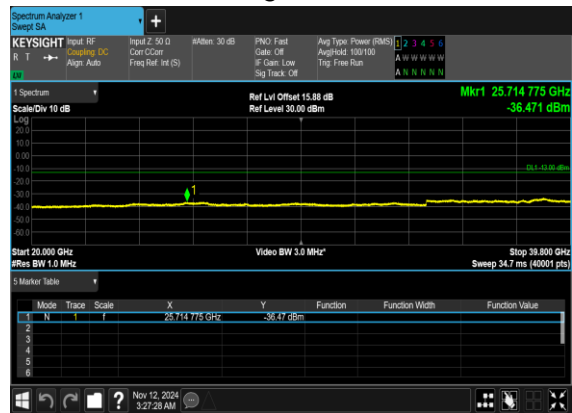 Spectrum Analyzer 1
Swept SA
+
KEYSIGHT Input: RF Input Z: 50 Ω #Atten: 30 dB PNO: Fast Avg Type: Power (RMS) 1 2 3 4 5 6
R T Coupling: DC Corr CCorr Gate: Off Avg|Hold: 100/100 A W W W W W
Align: Auto Freq Ref: Int (S) IF Gain: Low Trig: Free Run
Sig Track: Off A N N N N N
1 Spectrum Ref Lvl Offset 15.88 dB Mkr1 25.714 775 GHz
Scale/Div 10 dB Ref Level 30.00 dBm -36.471 dBm
Log
20.0
10.0
0.00
-10.0 DL1 -13.00 dBm
-20.0
-30.0 1
-40.0
-50.0
-60.0
Start 20.000 GHz Video BW 3.0 MHz* Stop 39.800 GHz
#Res BW 1.0 MHz Sweep 34.7 ms (40001 pts)
5 Marker Table
Mode Trace Scale X Y Function Function Width Function Value
1 N 1 f 25.714 775 GHz -36.47 dBm
2
3
4
5
6
? Nov 12, 2024
3:27:28 AM